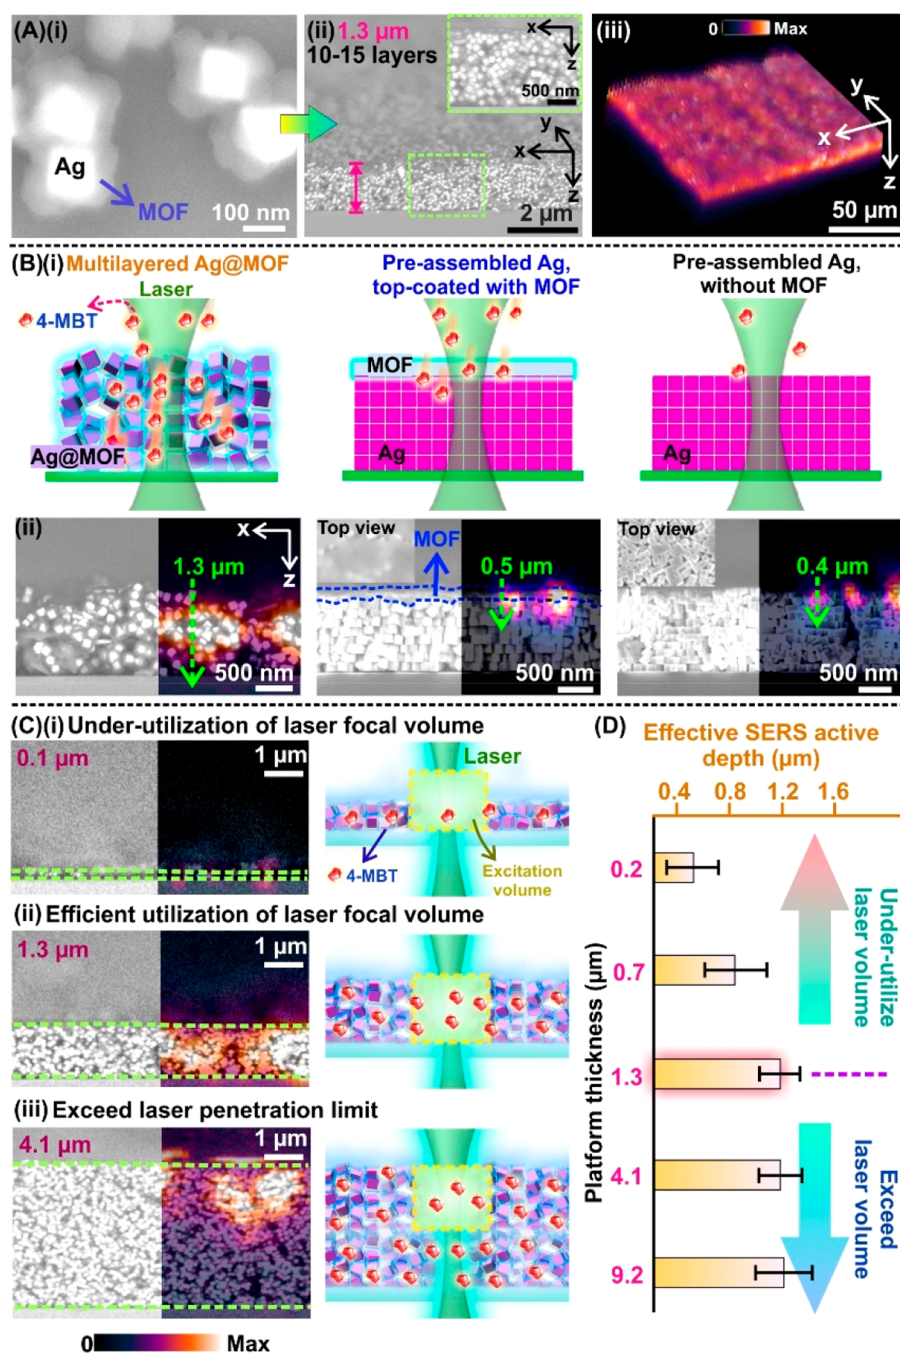 (A)(i)
Ag
MOF
100 nm
(ii) 1.3 µm
10-15 layers
x
z
500 nm
y
x
z
2 µm
(iii)
0 Max
y
x
z
50 µm
(B)(i) Multilayered Ag@MOF
Laser
4-MBT
Ag@MOF
Pre-assembled Ag,
top-coated with MOF
MOF
Ag
Pre-assembled Ag,
without MOF
Ag
(ii)
x
z
1.3 µm
500 nm
Top view
MOF
0.5 µm
500 nm
Top view
0.4 µm
500 nm
(C)(i) Under-utilization of laser focal volume
0.1 µm
1 µm
Laser
4-MBT
Excitation
volume
(ii) Efficient utilization of laser focal volume
1.3 µm
1 µm
(iii) Exceed laser penetration limit
4.1 µm
1 µm
0 Max
(D)
Effective SERS active
depth (µm)
0.4 0.8 1.2 1.6
Platform thickness (µm)
0.2
0.7
1.3
4.1
9.2
Under-utilize
laser volume
Exceed
laser volume